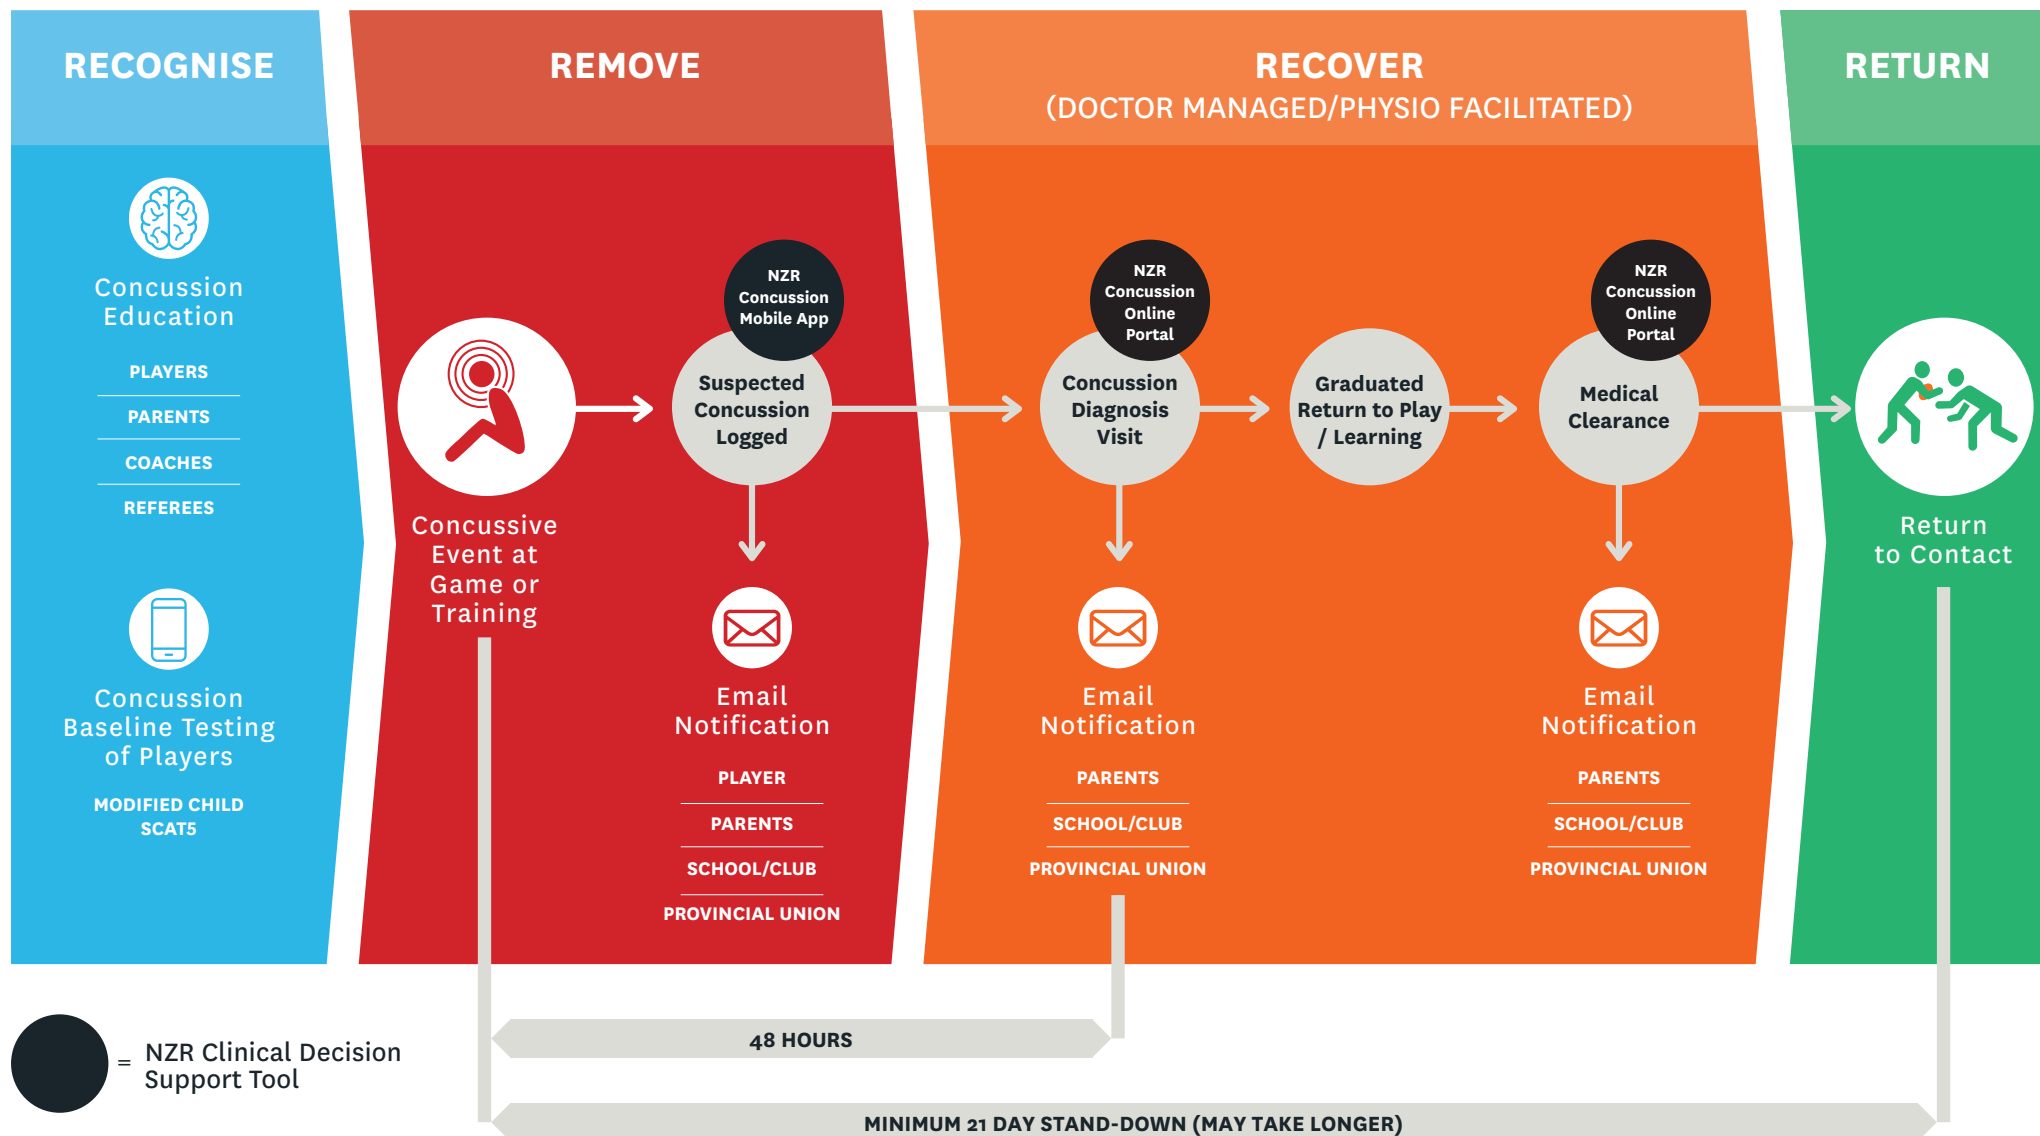 RECOGNISE
Concussion
Education
PLAYERS
PARENTS
COACHES
REFEREES
Concussion
Baseline Testing
of Players
MODIFIED CHILD
SCAT5
REMOVE
Concussive
Event at
Game or
Training
NZR
Concussion
Mobile App
Suspected
Concussion
Logged
Email
Notification
PLAYER
PARENTS
SCHOOL/CLUB
PROVINCIAL UNION
RECOVER
(DOCTOR MANAGED/PHYSIO FACILITATED)
NZR
Concussion
Online
Portal
Concussion
Diagnosis
Visit
Email
Notification
PARENTS
SCHOOL/CLUB
PROVINCIAL UNION
Graduated
Return to Play
/ Learning
NZR
Concussion
Online
Portal
Medical
Clearance
Email
Notification
PARENTS
SCHOOL/CLUB
PROVINCIAL UNION
RETURN
Return
to Contact
= NZR Clinical Decision
Support Tool
48 HOURS
MINIMUM 21 DAY STAND-DOWN (MAY TAKE LONGER)